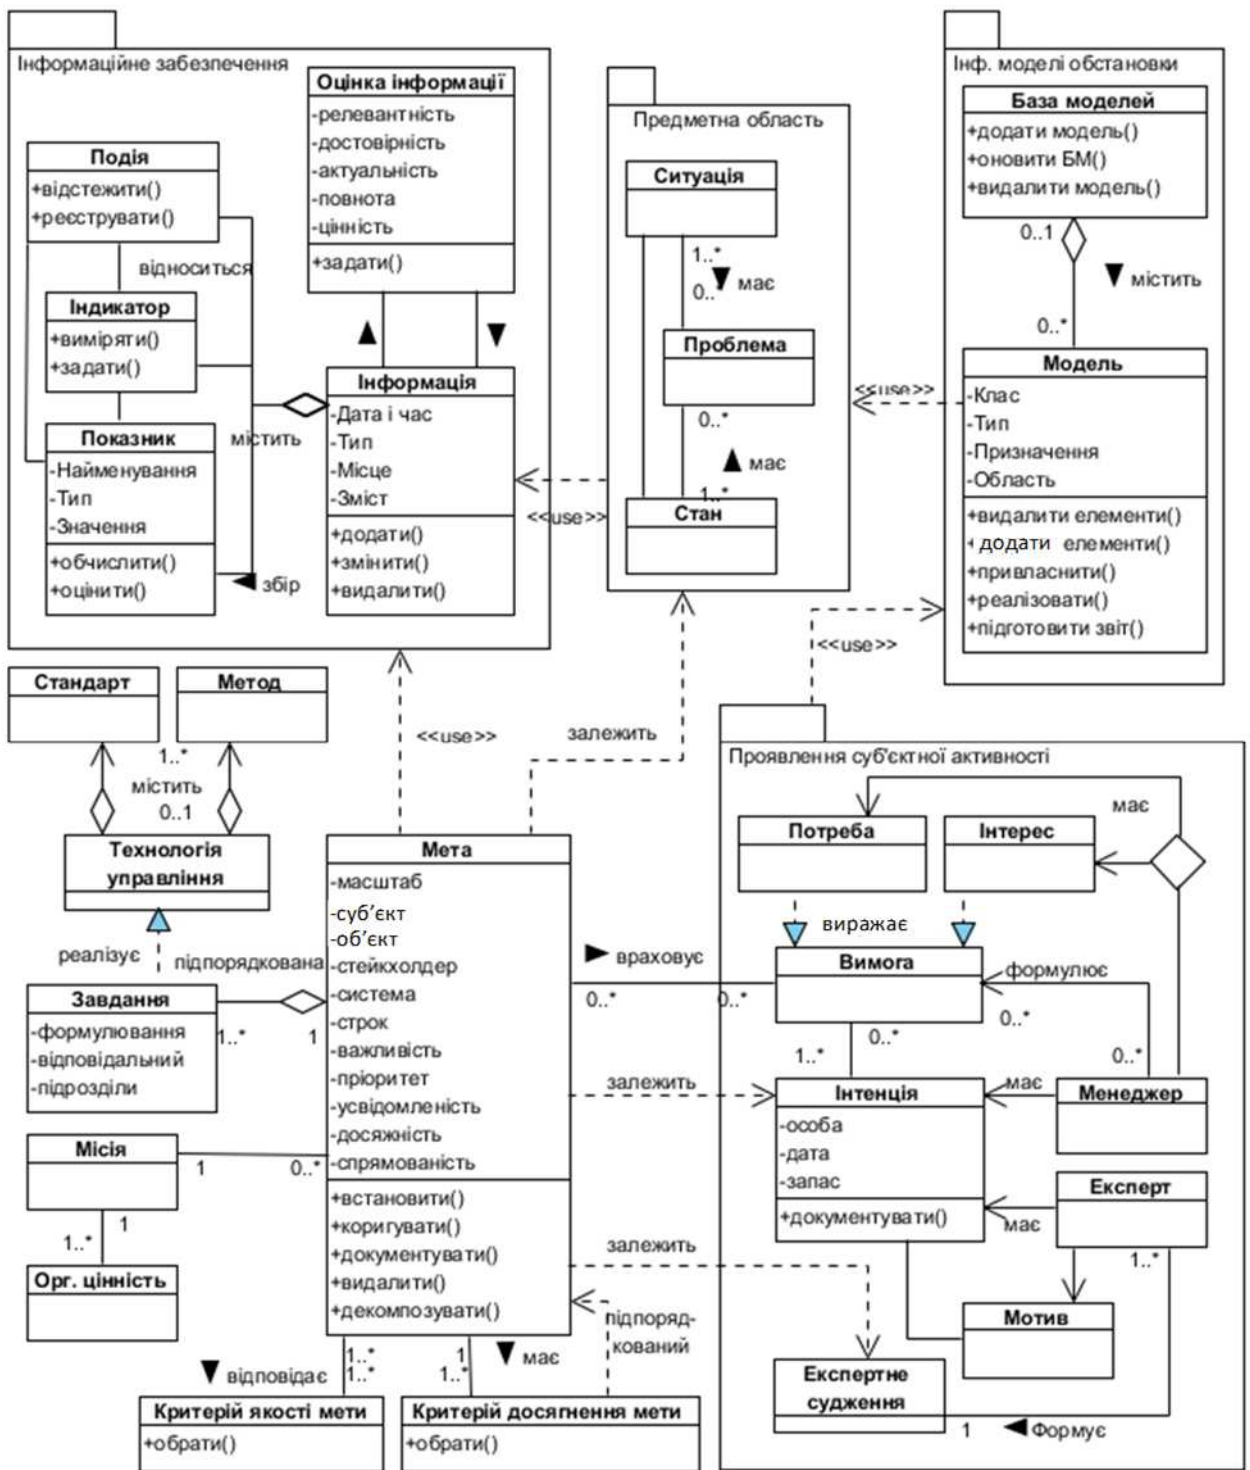 Інформаційне забезпечення
Оцінка інформації
-релевантність
-достовірність
-актуальність
-повнота
-цінність
+задати()
Подія
+відстежити()
+реєструвати()
відноситься
Індикатор
+виміряти()
+задати()
Показник
-Найменування
-Тип
-Значення
+обчислити()
+оцінити()
містить
збір
Інформація
-Дата і час
-Тип
-Місце
-Зміст
+додати()
+змінити()
+видалити()
<<use>>
Предметна область
Ситуація
1..*
0..*
має
Проблема
0..*
має
1..*
Стан
Інф. моделі обстановки
База моделей
+додати модель()
+оновити БМ()
+видалити модель()
0..1
містить
0..*
Модель
-Клас
-Тип
-Призначення
-Область
+видалити елементи()
+додати елементи()
+привласнити()
+реалізовати()
+підготовити звіт()
<<use>>
<<use>>
Стандарт
Метод
1..*
містить
0..1
Технологія
управління
реалізує
підпорядкована
<<use>>
залежить
Завдання
-формулювання
-відповідальний
-підрозділи
1..*
1
Місія
1
0..*
1
1..*
Орг. цінність
Мета
-масштаб
-суб’єкт
-об’єкт
-стейкхолдер
-система
-строк
-важливість
-пріоритет
-усвідомленість
-досяжність
-спрямованість
+встановити()
+коригувати()
+документувати()
+видалити()
+декомпозувати()
враховує
0..*
0..*
залежить
залежить
підпоряд-
кований
1..*
1..*
відповідає
1
1..*
має
Критерій якості мети
+обрати()
Критерій досягнення мети
+обрати()
Проявлення суб'єктної активності
має
Потреба
Інтерес
виражає
Вимога
формулює
0..*
0..*
0..*
1..*
Інтенція
-особа
-дата
-запас
+документувати()
має
Менеджер
Експерт
має
1..*
Мотив
Експертне
судження
1
Формує